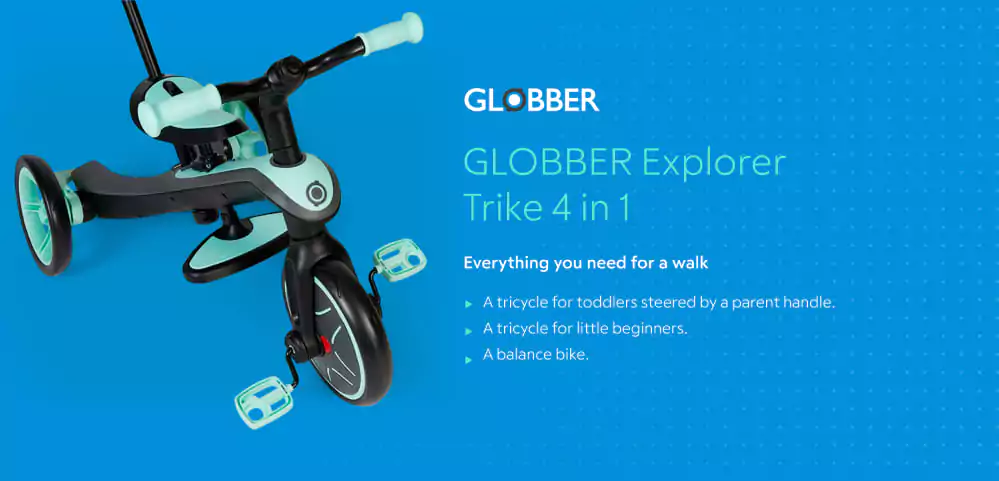 GLOBBER
GLOBBER Explorer
Trike 4 in 1
Everything you need for a walk
A tricycle for toddlers steered by a parent handle.
A tricycle for little beginners.
A balance bike.